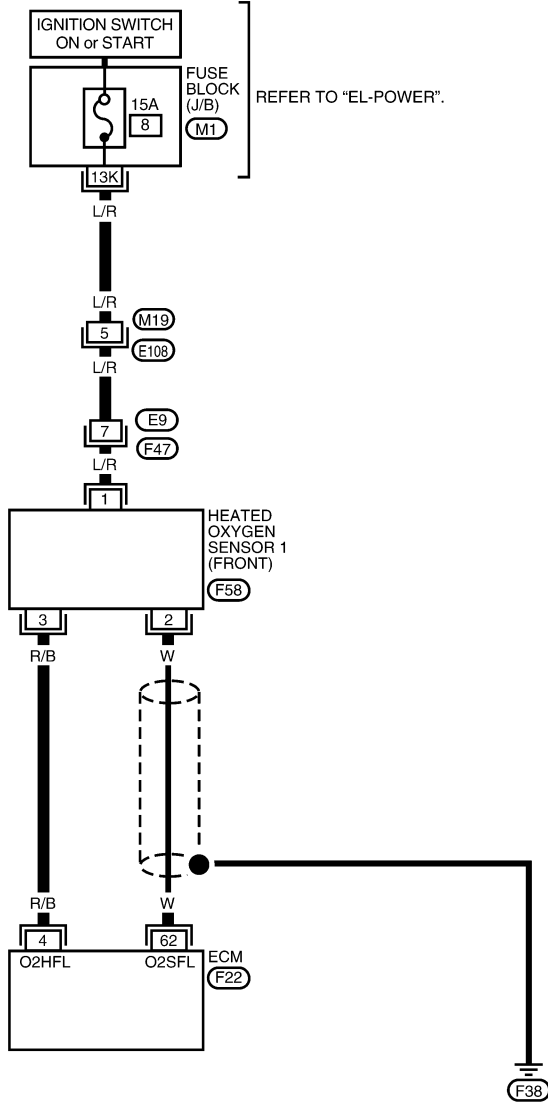 IGNITION SWITCH
ON or START
FUSE
BLOCK
(J/B)
M1
15A
8
REFER TO “EL-POWER”.
13K
L/R
L/R
5
M19
E108
L/R
7
E9
F47
L/R
1
HEATED
OXYGEN
SENSOR 1
(FRONT)
F58
3
2
R/B
W
R/B
W
4
62
O2HFL
O2SFL
ECM
F22
F38